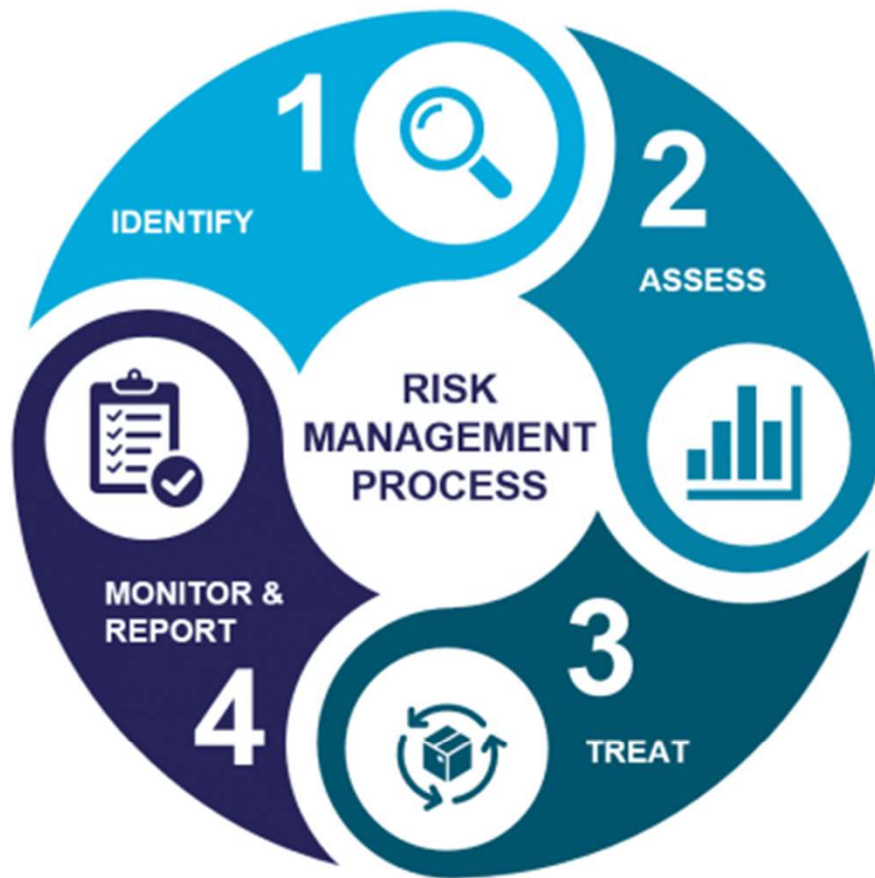 1
IDENTIFY
2
ASSESS
RISK
MANAGEMENT
PROCESS
3
TREAT
MONITOR &
REPORT
4